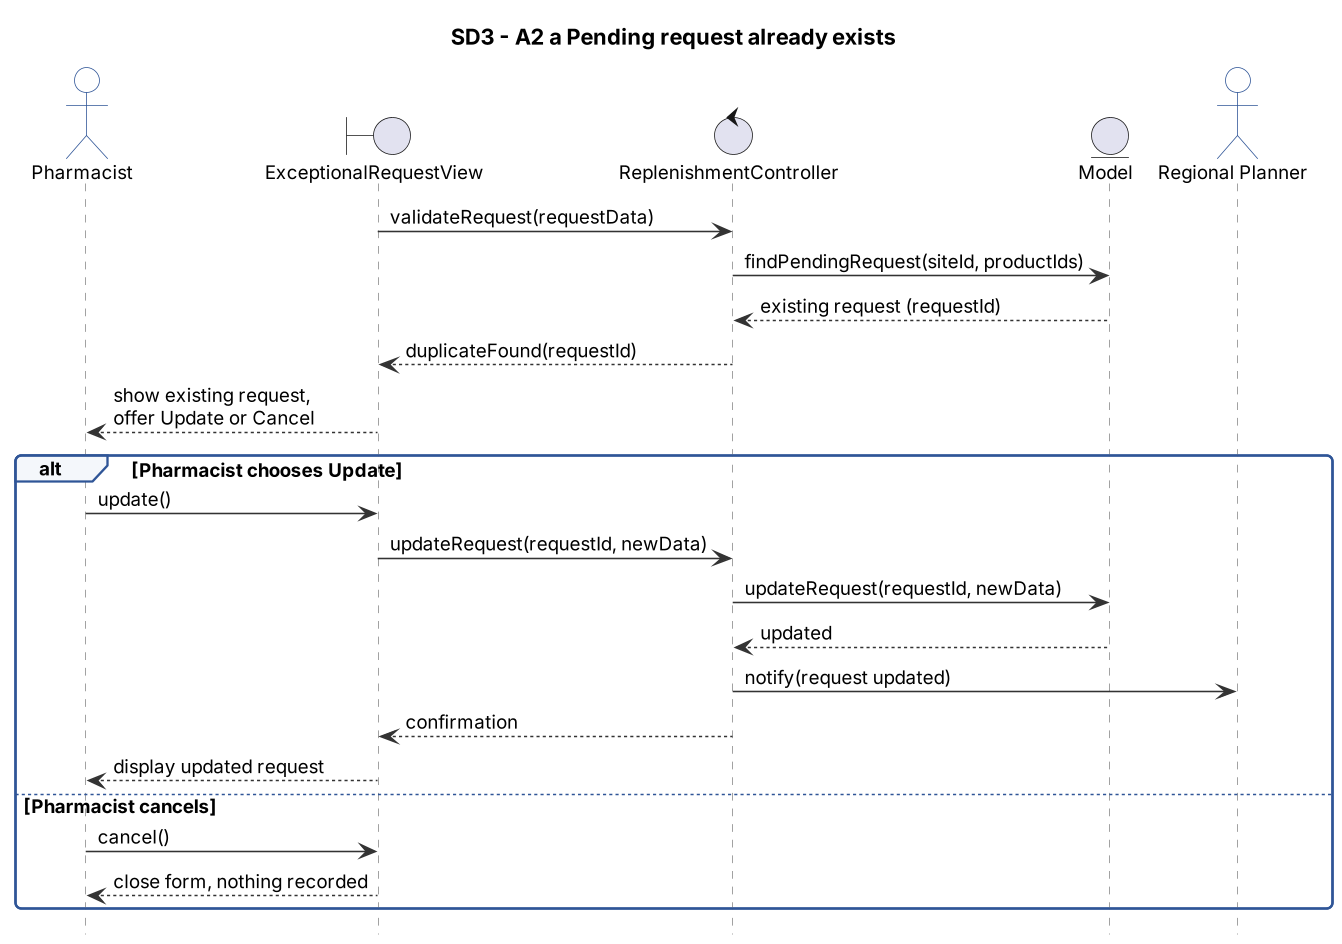 SD3 - A2 a Pending request already exists
Pharmacist
ExceptionalRequestView
ReplenishmentController
Model
Regional Planner
validateRequest(requestData)
findPendingRequest(siteId, productIds)
existing request (requestId)
duplicateFound(requestId)
show existing request,
offer Update or Cancel
alt
[Pharmacist chooses Update]
update()
updateRequest(requestId, newData)
updateRequest(requestId, newData)
updated
notify(request updated)
confirmation
display updated request
[Pharmacist cancels]
cancel()
close form, nothing recorded